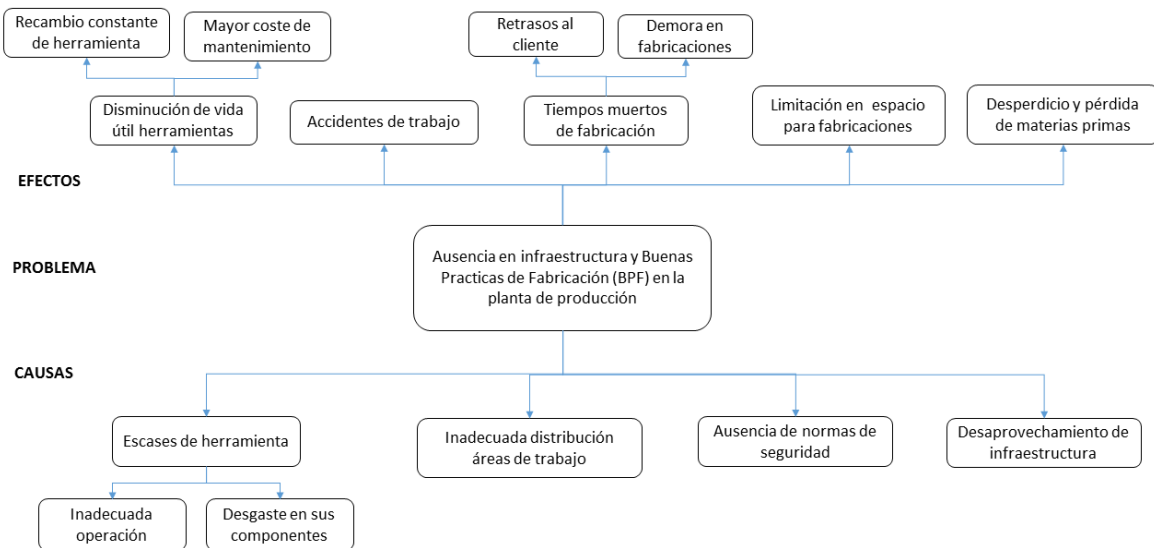 Recambio constante
de herramienta
Mayor coste de
mantenimiento
Retrasos al
cliente
Demora en
fabricaciones
Disminución de vida
útil herramientas
Accidentes de trabajo
Tiempos muertos
de fabricación
Limitación en espacio
para fabricaciones
Desperdicio y pérdida
de materias primas
EFECTOS
PROBLEMA
Ausencia en infraestructura y Buenas
Practicas de Fabricación (BPF) en la
planta de producción
CAUSAS
Escases de herramienta
Inadecuada distribución
áreas de trabajo
Ausencia de normas de
seguridad
Desaprovechamiento de
infraestructura
Inadecuada
operación
Desgaste en sus
componentes